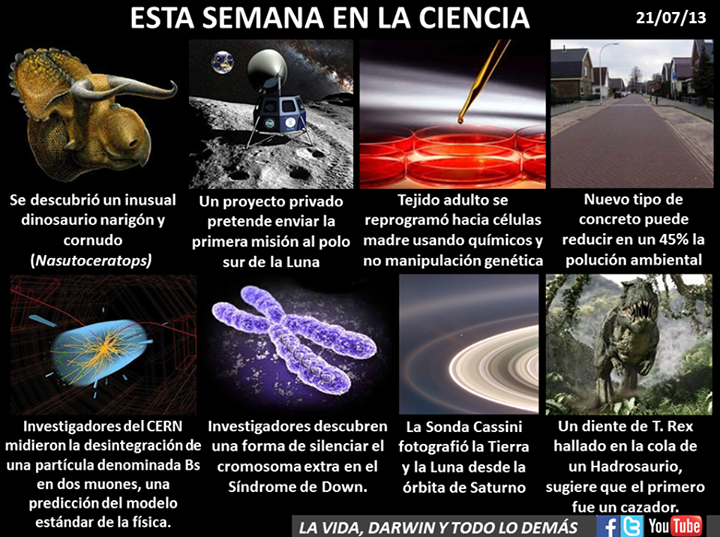 ESTA SEMANA EN LA CIENCIA
21/07/13
Se descubrió un inusual
dinosaurio narigón y
cornudo
(Nasutoceratops)
Un proyecto privado
pretende enviar la
primera misión al polo
sur de la Luna
Tejido adulto se
reprogramó hacia células
madre usando químicos y
no manipulación genética
Nuevo tipo de
concreto puede
reducir en un 45% la
polución ambiental
Investigadores del CERN
midieron la desintegración de
una partícula denominada Bs
en dos muones, una
predicción del modelo
estándar de la física.
Investigadores descubren
una forma de silenciar el
cromosoma extra en el
Síndrome de Down.
La Sonda Cassini
fotografió la Tierra
y la Luna desde la
órbita de Saturno
Un diente de T. Rex
hallado en la cola de
un Hadrosaurio,
sugiere que el primero
fue un cazador.
LA VIDA, DARWIN Y TODO LO DEMÁS
f
t
You Tube